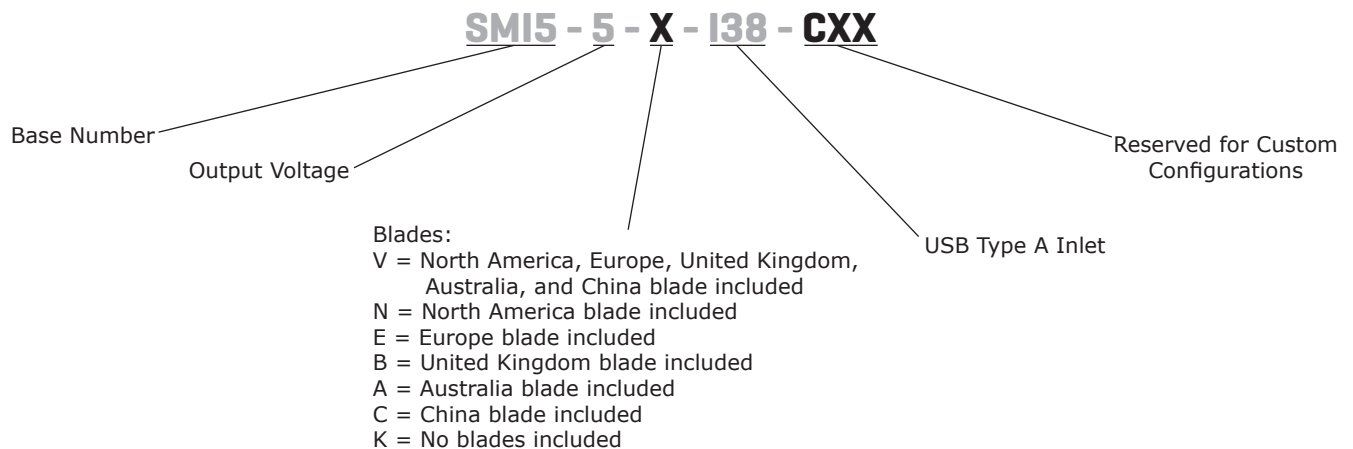 SMI5 - 5 - X - I38 - CXX
Base Number
Output Voltage
Reserved for Custom
Configurations
USB Type A Inlet
Blades:
V = North America, Europe, United Kingdom,
Australia, and China blade included
N = North America blade included
E = Europe blade included
B = United Kingdom blade included
A = Australia blade included
C = China blade included
K = No blades included